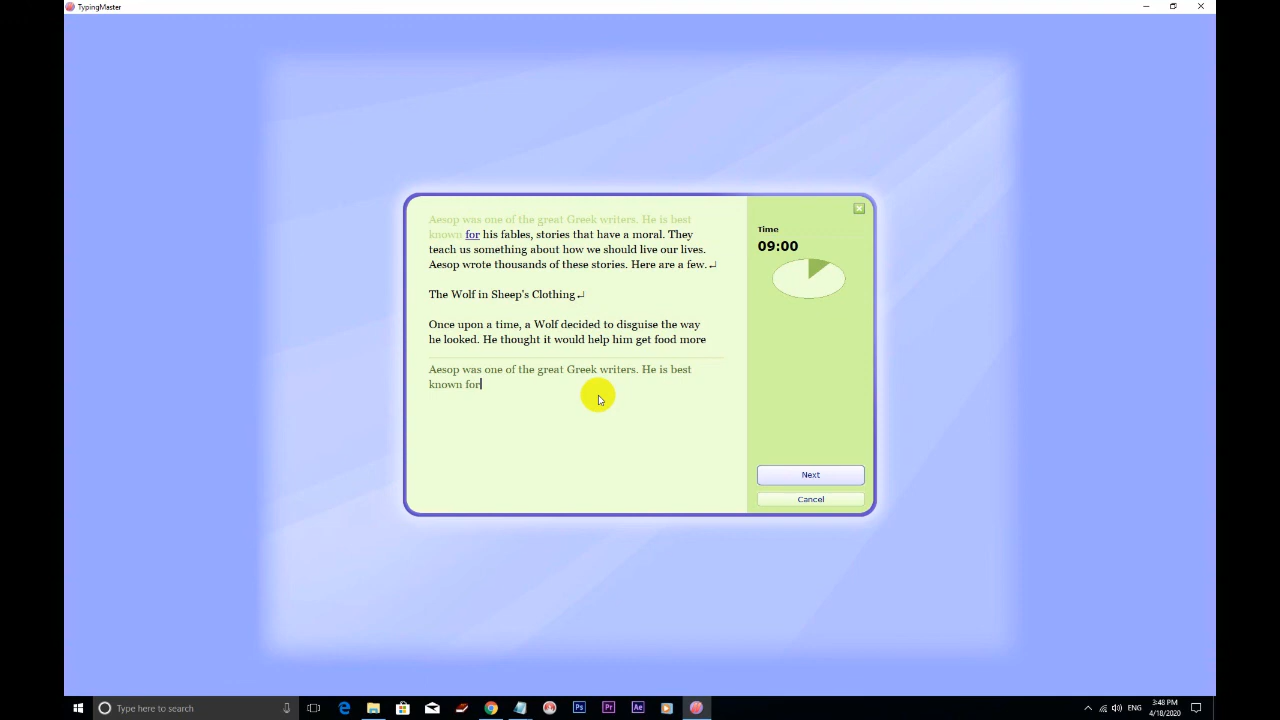 TypingMaster
Aesop was one of the great Greek writers. He is best
known for his fables, stories that have a moral. They
teach us something about how we should live our lives.
Aesop wrote thousands of these stories. Here are a few.↵
The Wolf in Sheep's Clothing↵
Once upon a time, a Wolf decided to disguise the way
he looked. He thought it would help him get food more
Aesop was one of the great Greek writers. He is best
known for
Time
09:00
Next
Cancel
Type here to search
Ps
Pr
Ae
ENG
3:48 PM
4/18/2020